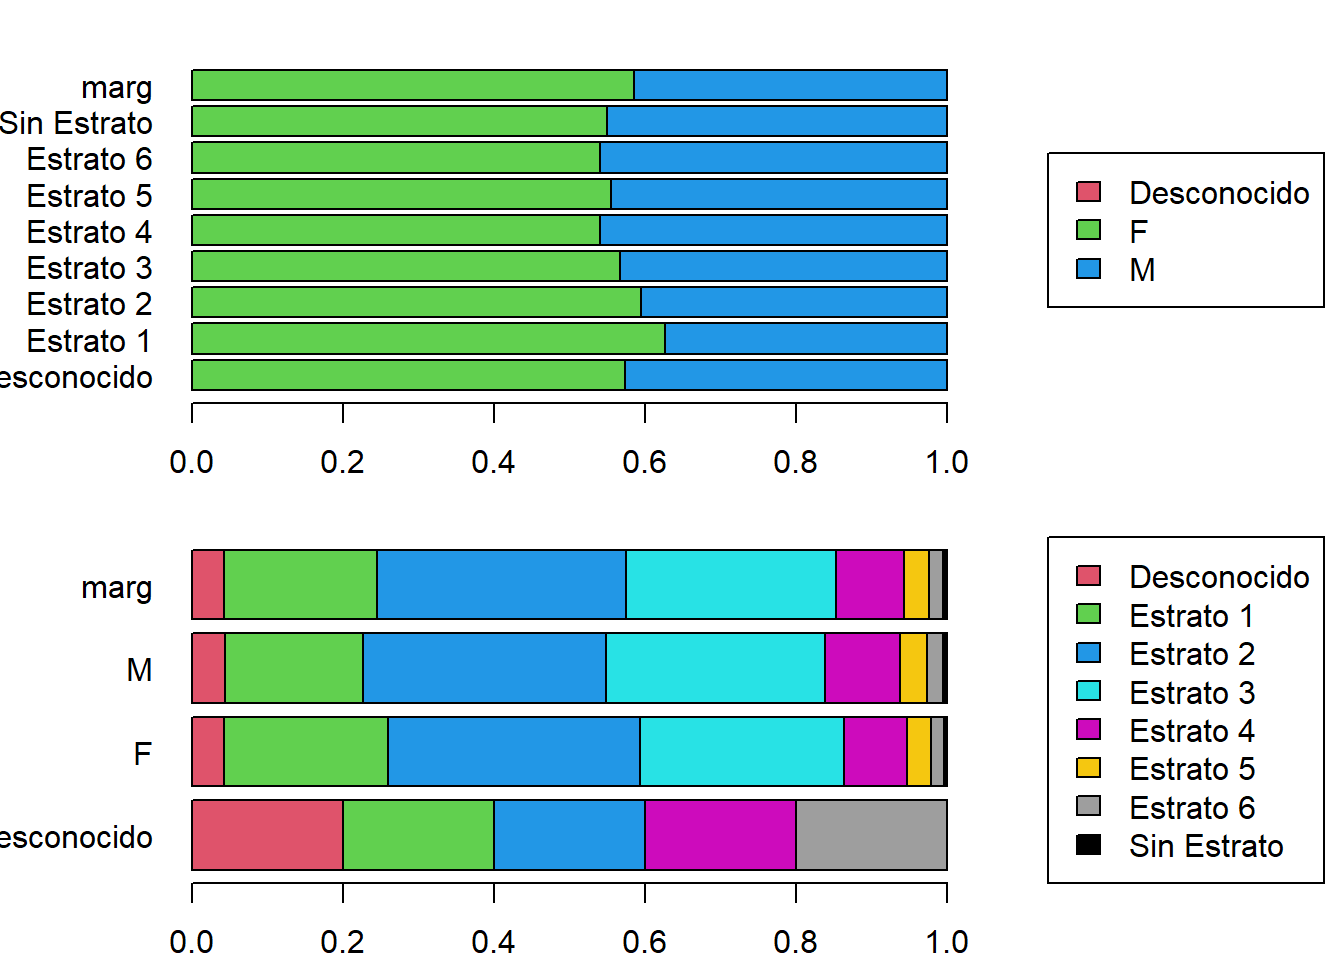 marg
Sin Estrato
Estrato 6
Estrato 5
Estrato 4
Estrato 3
Estrato 2
Estrato 1
esconocido
0.0 0.2 0.4 0.6 0.8 1.0
Desconocido
F
M
marg
M
F
esconocido
0.0 0.2 0.4 0.6 0.8 1.0
Desconocido
Estrato 1
Estrato 2
Estrato 3
Estrato 4
Estrato 5
Estrato 6
Sin Estrato